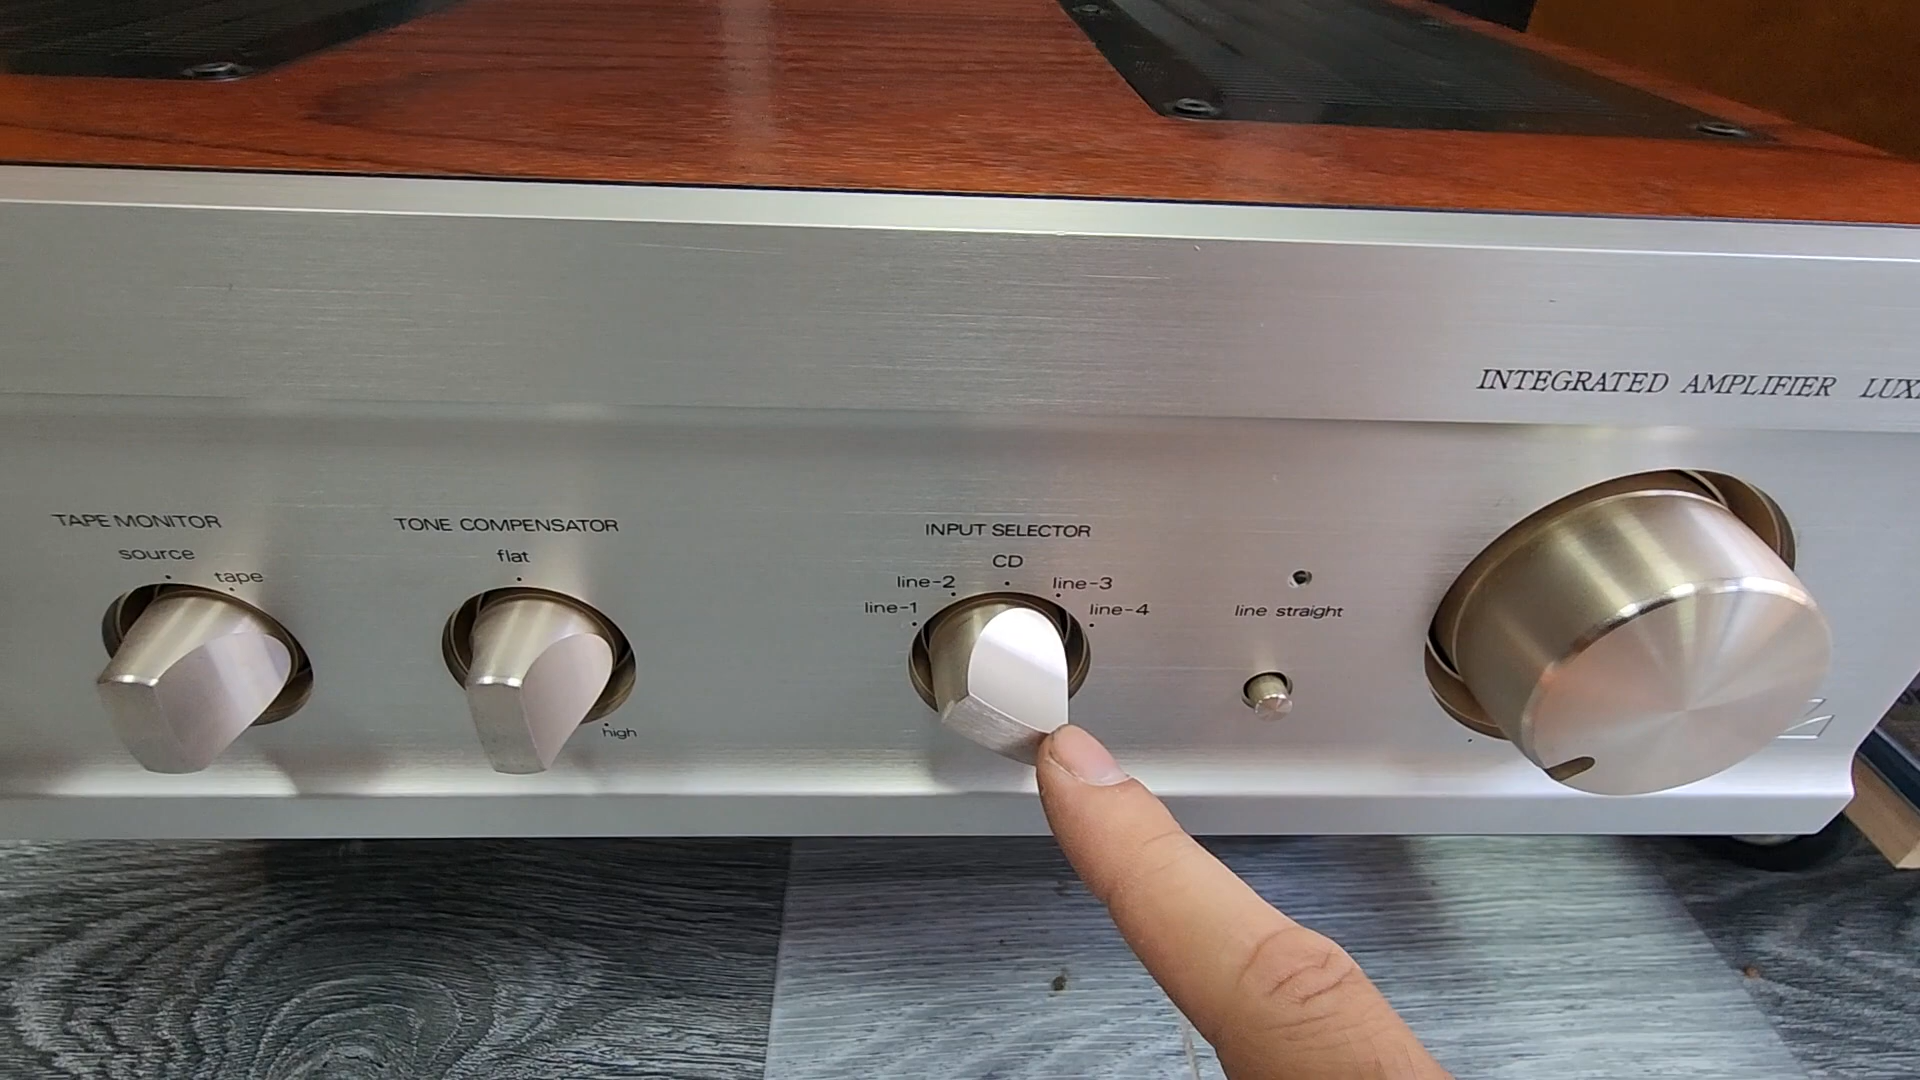 INTEGRATED AMPLIFIER
TAPE MONITOR
source
tape
TONE COMPENSATOR
flat
high
INPUT SELECTOR
CD
line-2
line-3
line-1
line-4
line straight